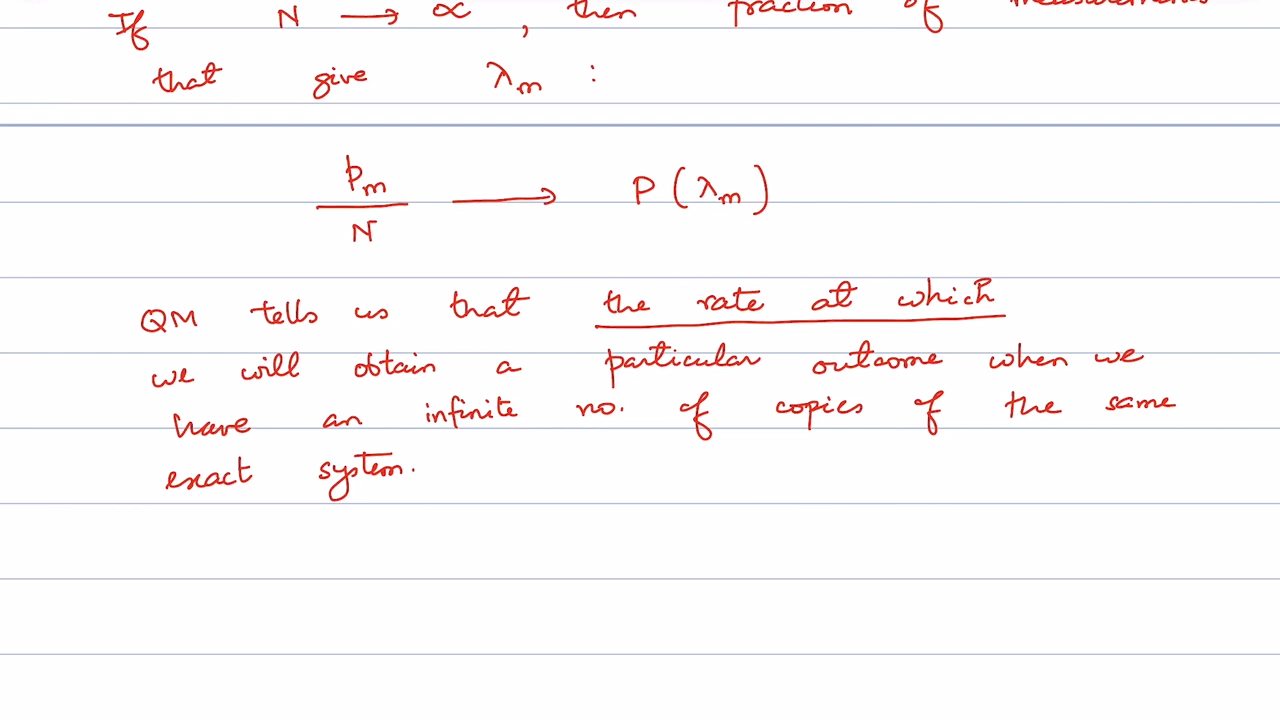 If N → ∝, then fraction of measurements
that give λm :
pm / N → P(λm)
QM tells us that the rate at which
we will obtain a particular outcome when we
have an infinite no. of copies of the same
exact system.